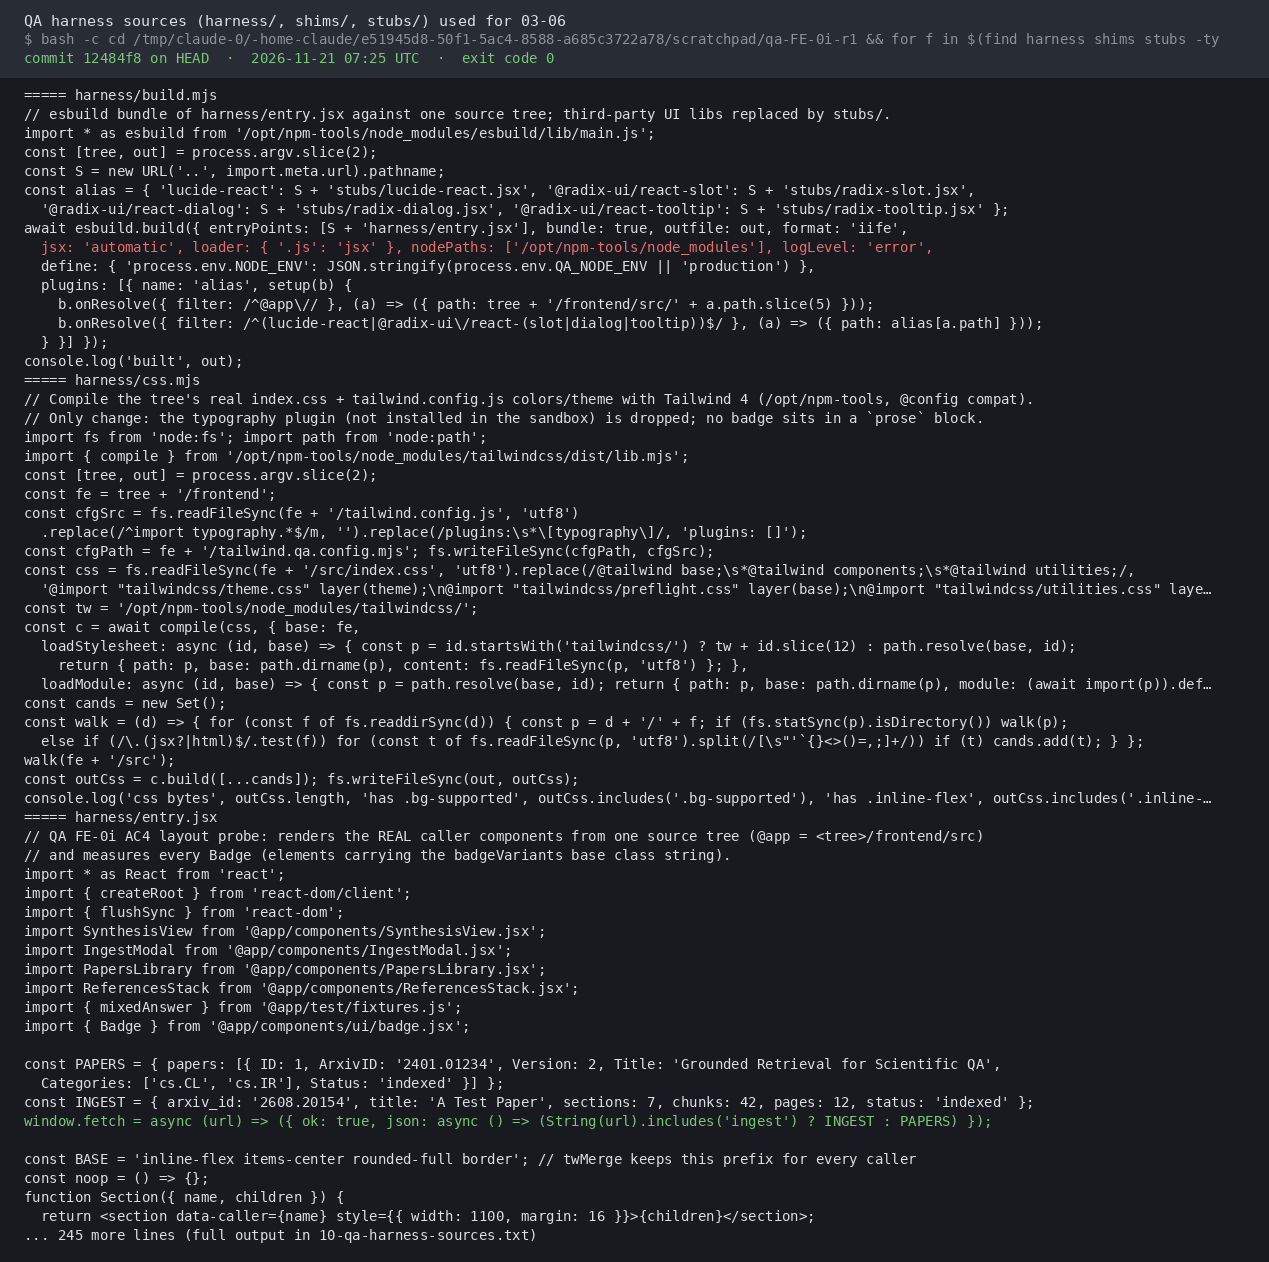 QA harness sources (harness/, shims/, stubs/) used for 03-06
$ bash -c cd /tmp/claude-0/-home-claude/e51945d8-50f1-5ac4-8588-a685c3722a78/scratchpad/qa-FE-0i-r1 && for f in $(find harness shims stubs -ty
commit 12484f8 on HEAD  ·  2026-11-21 07:25 UTC  ·  exit code 0
===== harness/build.mjs
// esbuild bundle of harness/entry.jsx against one source tree; third-party UI libs replaced by stubs/.
import * as esbuild from '/opt/npm-tools/node_modules/esbuild/lib/main.js';
const [tree, out] = process.argv.slice(2);
const S = new URL('..', import.meta.url).pathname;
const alias = { 'lucide-react': S + 'stubs/lucide-react.jsx', '@radix-ui/react-slot': S + 'stubs/radix-slot.jsx',
  '@radix-ui/react-dialog': S + 'stubs/radix-dialog.jsx', '@radix-ui/react-tooltip': S + 'stubs/radix-tooltip.jsx' };
await esbuild.build({ entryPoints: [S + 'harness/entry.jsx'], bundle: true, outfile: out, format: 'iife',
  jsx: 'automatic', loader: { '.js': 'jsx' }, nodePaths: ['/opt/npm-tools/node_modules'], logLevel: 'error',
  define: { 'process.env.NODE_ENV': JSON.stringify(process.env.QA_NODE_ENV || 'production') },
  plugins: [{ name: 'alias', setup(b) {
    b.onResolve({ filter: /^@app\// }, (a) => ({ path: tree + '/frontend/src/' + a.path.slice(5) }));
    b.onResolve({ filter: /^(lucide-react|@radix-ui\/react-(slot|dialog|tooltip))$/ }, (a) => ({ path: alias[a.path] }));
  } }] });
console.log('built', out);
===== harness/css.mjs
// Compile the tree's real index.css + tailwind.config.js colors/theme with Tailwind 4 (/opt/npm-tools, @config compat).
// Only change: the typography plugin (not installed in the sandbox) is dropped; no badge sits in a `prose` block.
import fs from 'node:fs'; import path from 'node:path';
import { compile } from '/opt/npm-tools/node_modules/tailwindcss/dist/lib.mjs';
const [tree, out] = process.argv.slice(2);
const fe = tree + '/frontend';
const cfgSrc = fs.readFileSync(fe + '/tailwind.config.js', 'utf8')
  .replace(/^import typography.*$/m, '').replace(/plugins:\s*\[typography\]/, 'plugins: []');
const cfgPath = fe + '/tailwind.qa.config.mjs'; fs.writeFileSync(cfgPath, cfgSrc);
const css = fs.readFileSync(fe + '/src/index.css', 'utf8').replace(/@tailwind base;\s*@tailwind components;\s*@tailwind utilities;/,
  '@import "tailwindcss/theme.css" layer(theme);\n@import "tailwindcss/preflight.css" layer(base);\n@import "tailwindcss/utilities.css" laye…
const tw = '/opt/npm-tools/node_modules/tailwindcss/';
const c = await compile(css, { base: fe,
  loadStylesheet: async (id, base) => { const p = id.startsWith('tailwindcss/') ? tw + id.slice(12) : path.resolve(base, id);
    return { path: p, base: path.dirname(p), content: fs.readFileSync(p, 'utf8') }; },
  loadModule: async (id, base) => { const p = path.resolve(base, id); return { path: p, base: path.dirname(p), module: (await import(p)).def…
const cands = new Set();
const walk = (d) => { for (const f of fs.readdirSync(d)) { const p = d + '/' + f; if (fs.statSync(p).isDirectory()) walk(p);
  else if (/\.(jsx?|html)$/.test(f)) for (const t of fs.readFileSync(p, 'utf8').split(/[\s"'`{}<>()=,;]+/)) if (t) cands.add(t); } };
walk(fe + '/src');
const outCss = c.build([...cands]); fs.writeFileSync(out, outCss);
console.log('css bytes', outCss.length, 'has .bg-supported', outCss.includes('.bg-supported'), 'has .inline-flex', outCss.includes('.inline-…
===== harness/entry.jsx
// QA FE-0i AC4 layout probe: renders the REAL caller components from one source tree (@app = <tree>/frontend/src)
// and measures every Badge (elements carrying the badgeVariants base class string).
import * as React from 'react';
import { createRoot } from 'react-dom/client';
import { flushSync } from 'react-dom';
import SynthesisView from '@app/components/SynthesisView.jsx';
import IngestModal from '@app/components/IngestModal.jsx';
import PapersLibrary from '@app/components/PapersLibrary.jsx';
import ReferencesStack from '@app/components/ReferencesStack.jsx';
import { mixedAnswer } from '@app/test/fixtures.js';
import { Badge } from '@app/components/ui/badge.jsx';

const PAPERS = { papers: [{ ID: 1, ArxivID: '2401.01234', Version: 2, Title: 'Grounded Retrieval for Scientific QA',
  Categories: ['cs.CL', 'cs.IR'], Status: 'indexed' }] };
const INGEST = { arxiv_id: '2608.20154', title: 'A Test Paper', sections: 7, chunks: 42, pages: 12, status: 'indexed' };
window.fetch = async (url) => ({ ok: true, json: async () => (String(url).includes('ingest') ? INGEST : PAPERS) });

const BASE = 'inline-flex items-center rounded-full border'; // twMerge keeps this prefix for every caller
const noop = () => {};
function Section({ name, children }) {
  return <section data-caller={name} style={{ width: 1100, margin: 16 }}>{children}</section>;
... 245 more lines (full output in 10-qa-harness-sources.txt)